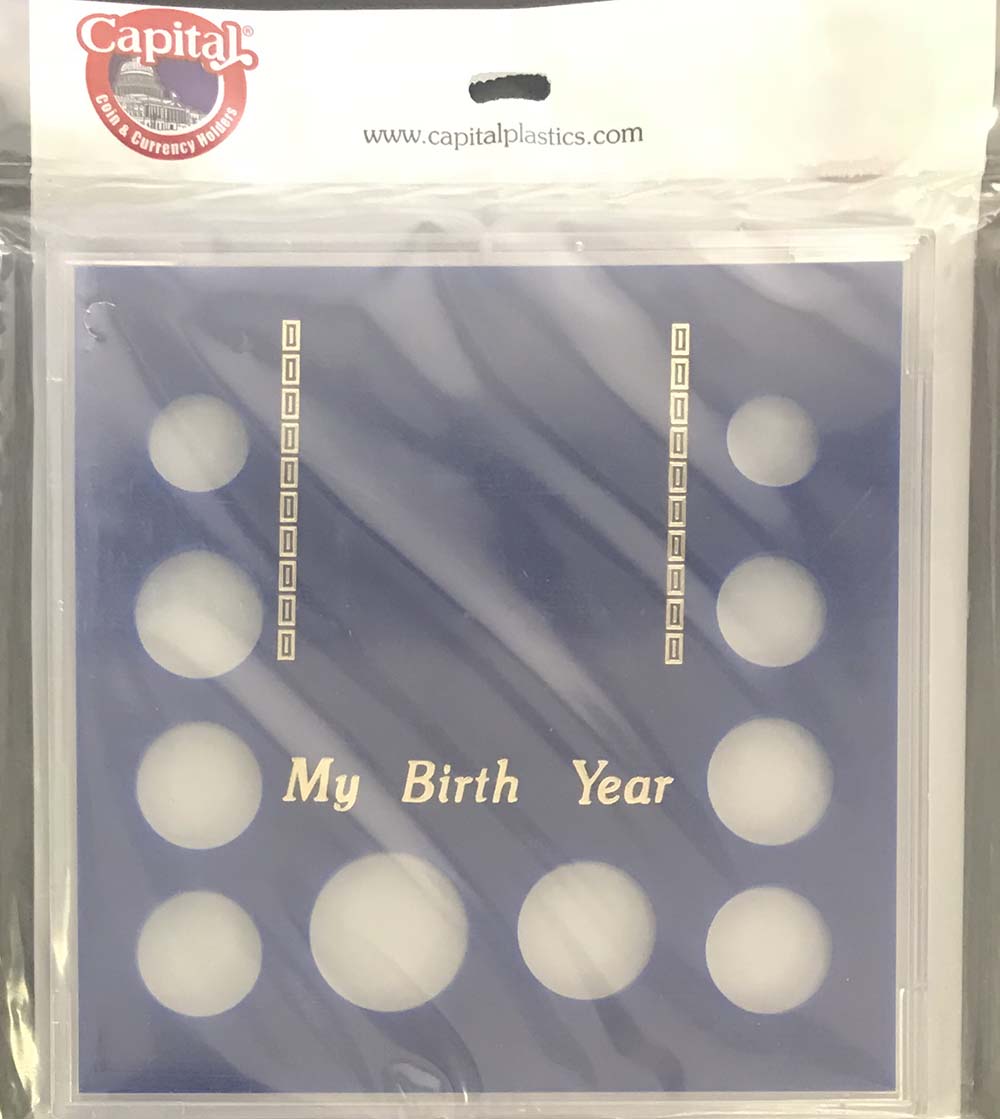 Capital®
Coin & Currency Holders
www.capitalplastics.com
My Birth Year